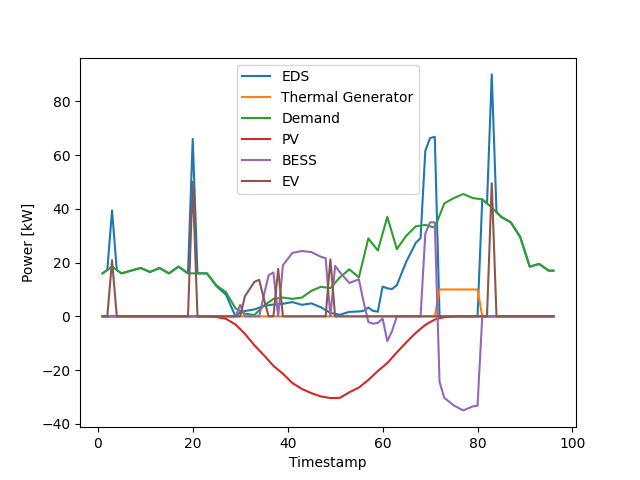 EDS
Thermal Generator
Demand
PV
BESS
EV
Power [kW]
80
60
40
20
0
−20
−40
0 20 40 60 80 100
Timestamp